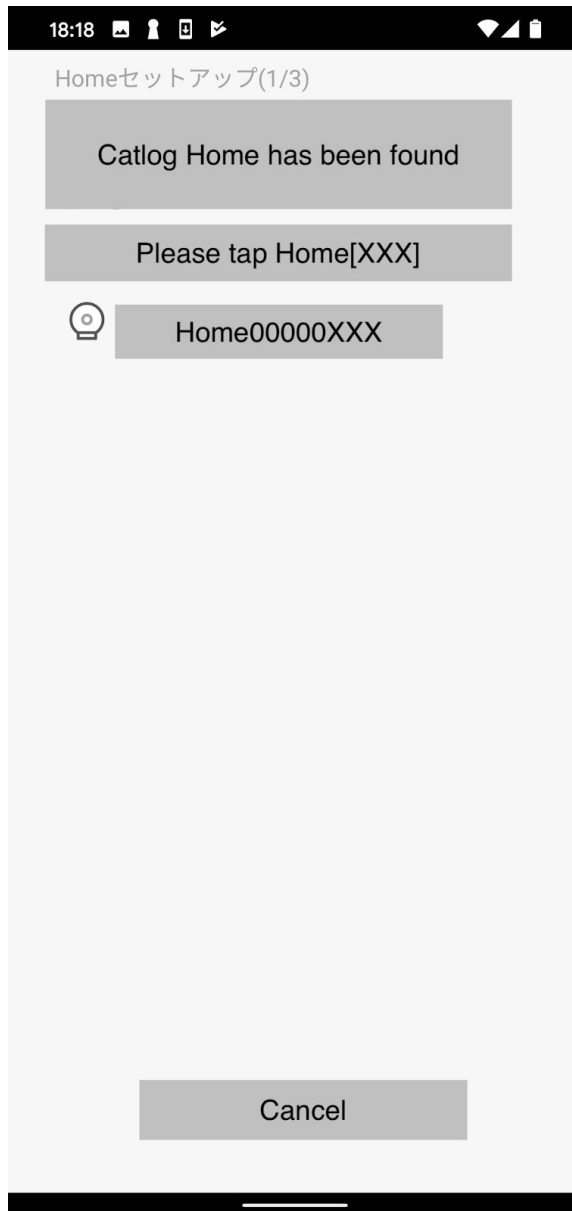 18:18
Homeセットアップ(1/3)
Catlog Home has been found
Please tap Home[XXX]
Home00000XXX
Cancel